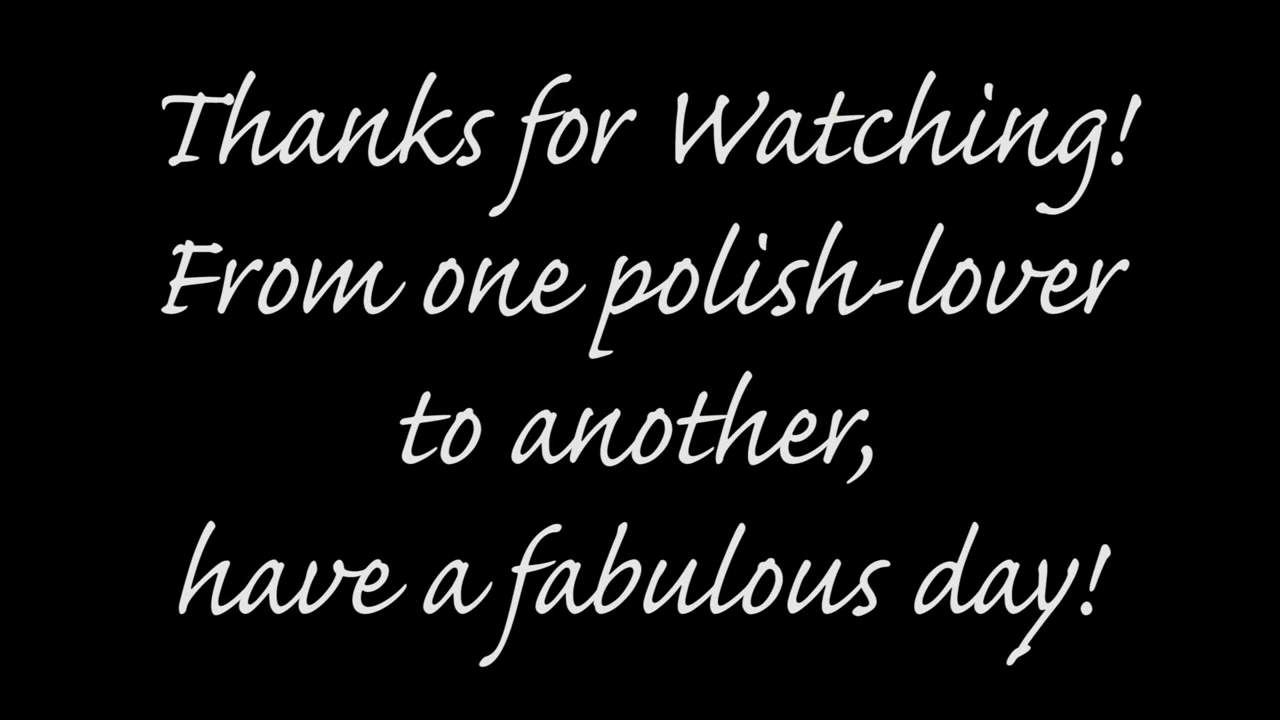 Thanks for Watching!
From one polish-lover
to another,
have a fabulous day!